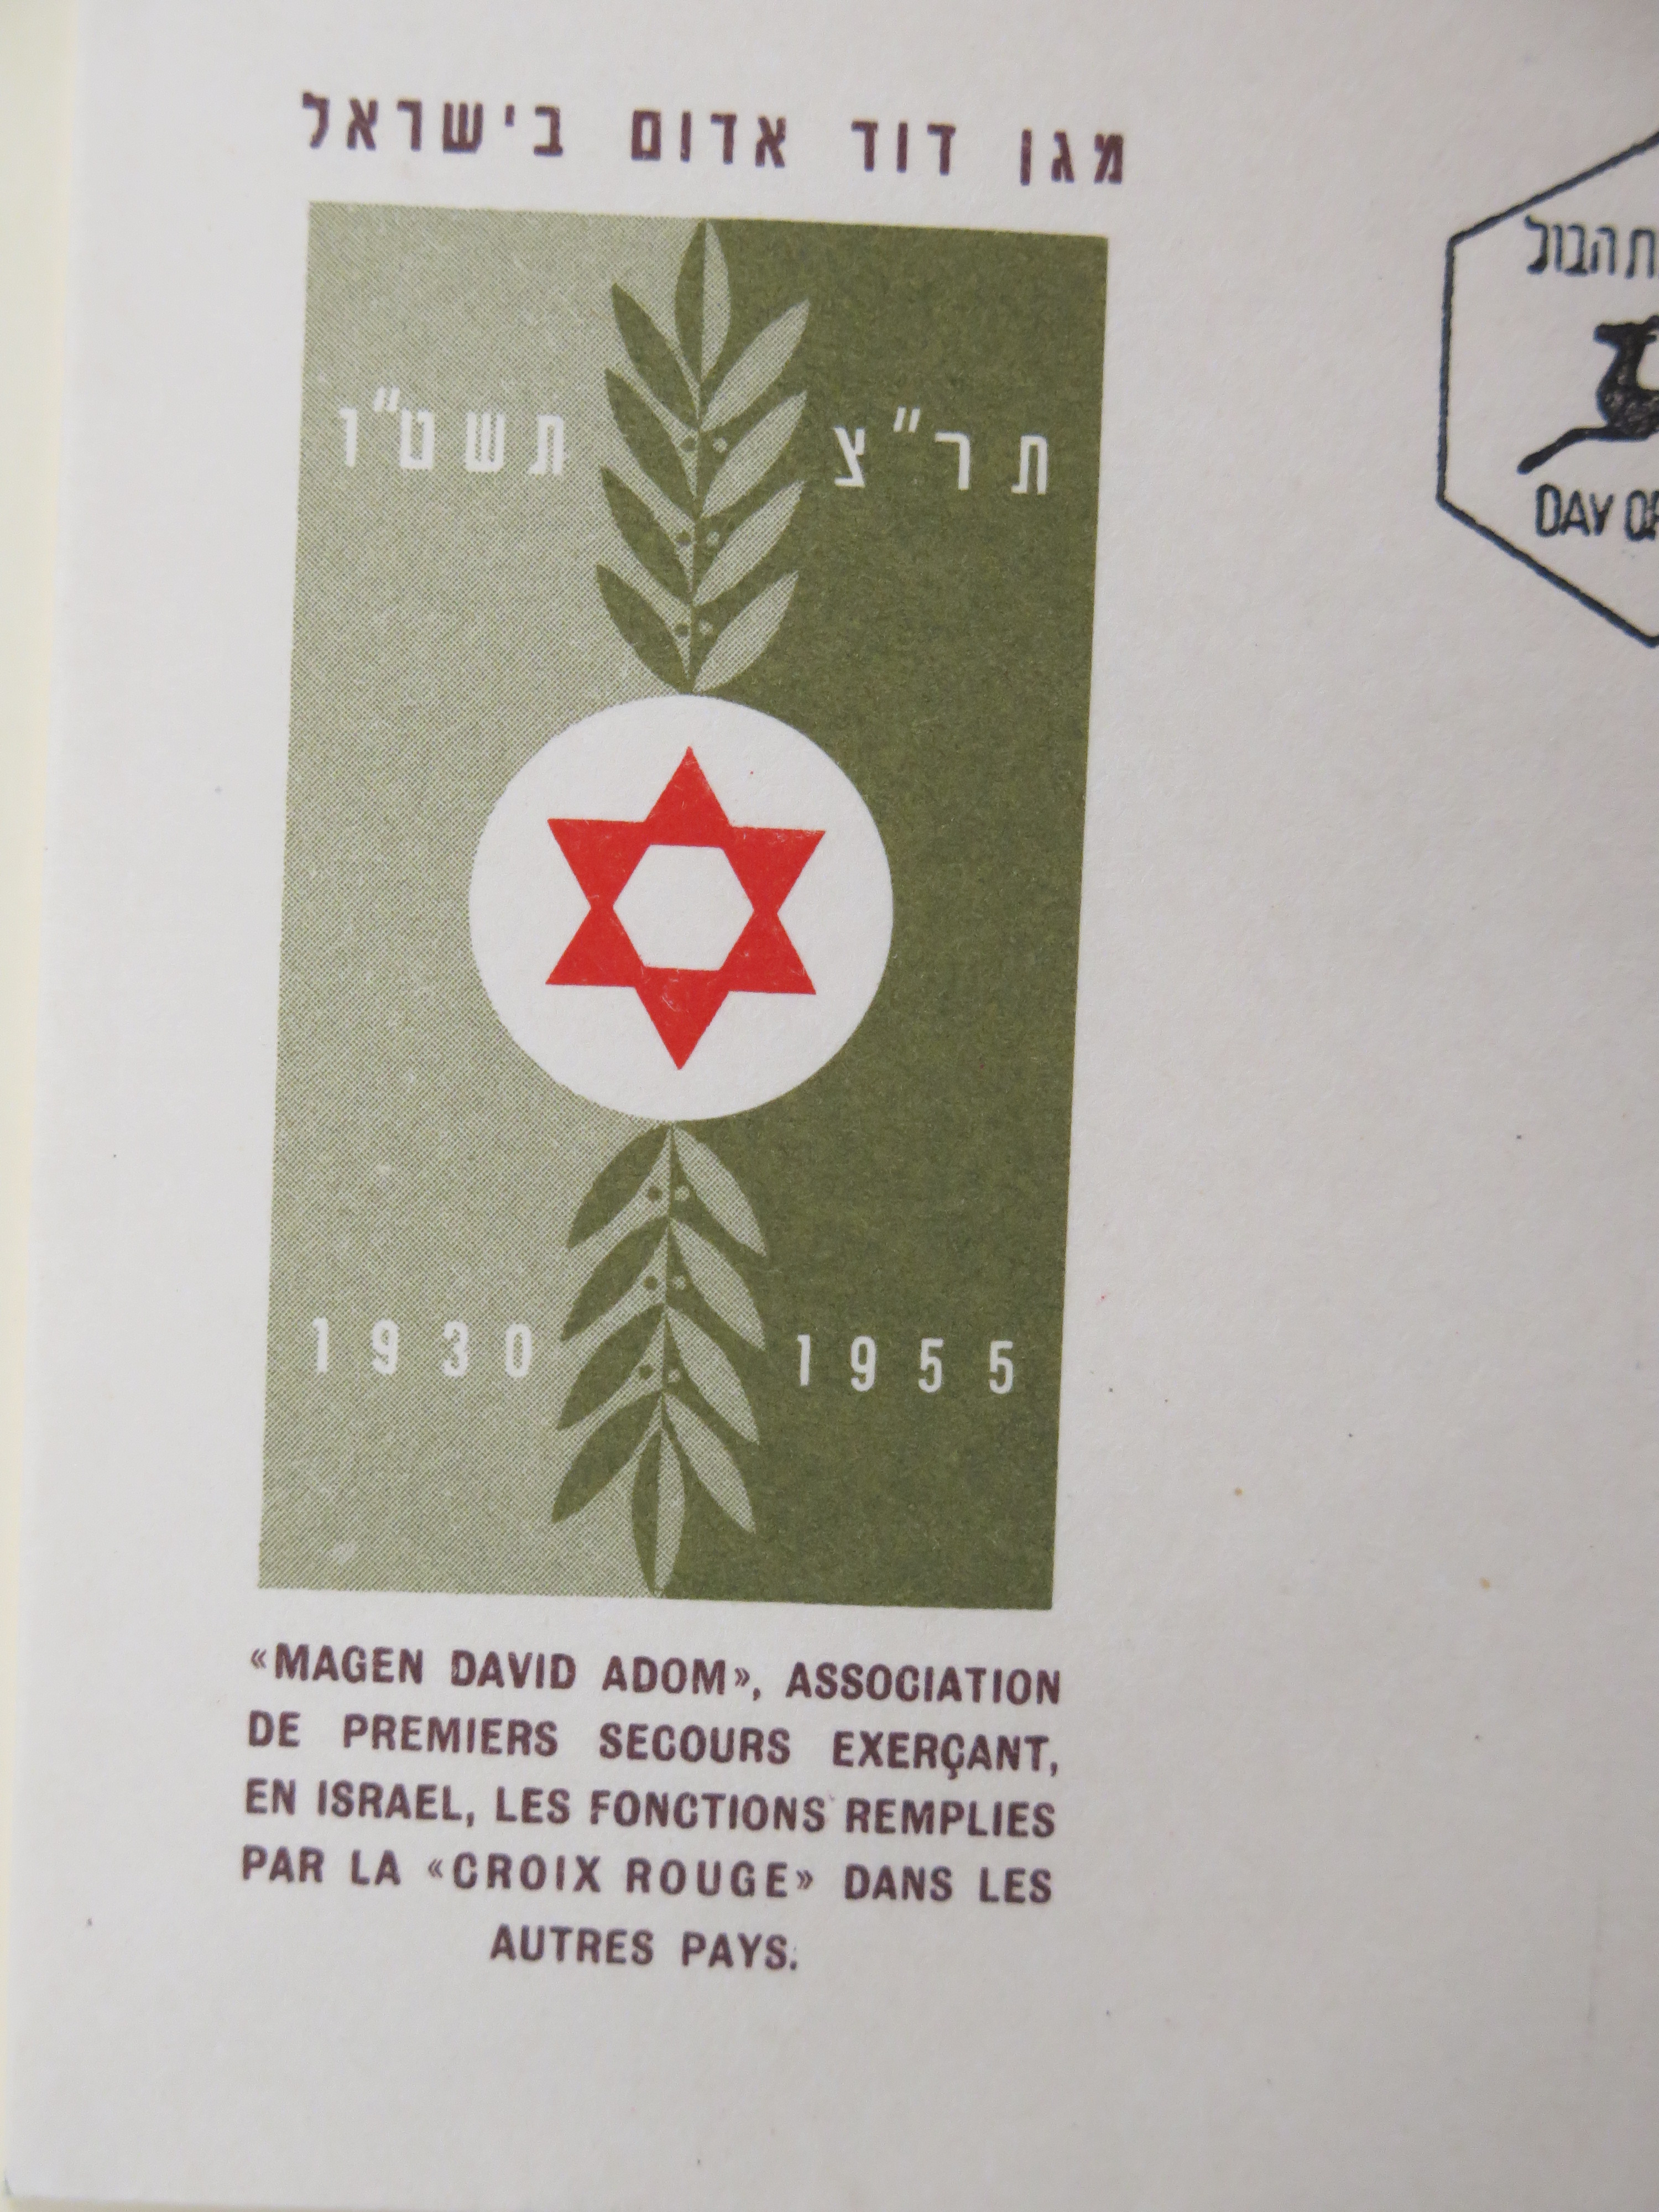 מגן דוד אדום בישראל
תר"צ תשט"ו
1930 1955
«MAGEN DAVID ADOM», ASSOCIATION
DE PREMIERS SECOURS EXERÇANT,
EN ISRAEL, LES FONCTIONS REMPLIES
PAR LA «CROIX ROUGE» DANS LES
AUTRES PAYS.
הבול
DAY OF